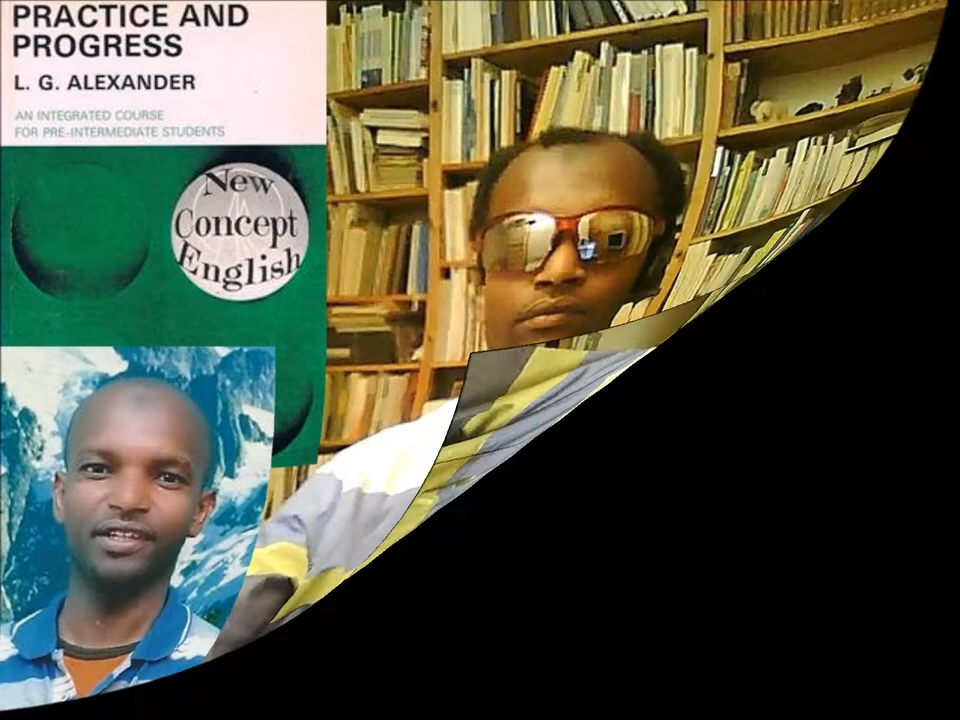 PRACTICE AND
PROGRESS
L. G. ALEXANDER
AN INTEGRATED COURSE
FOR PRE-INTERMEDIATE STUDENTS
New
Concept
English